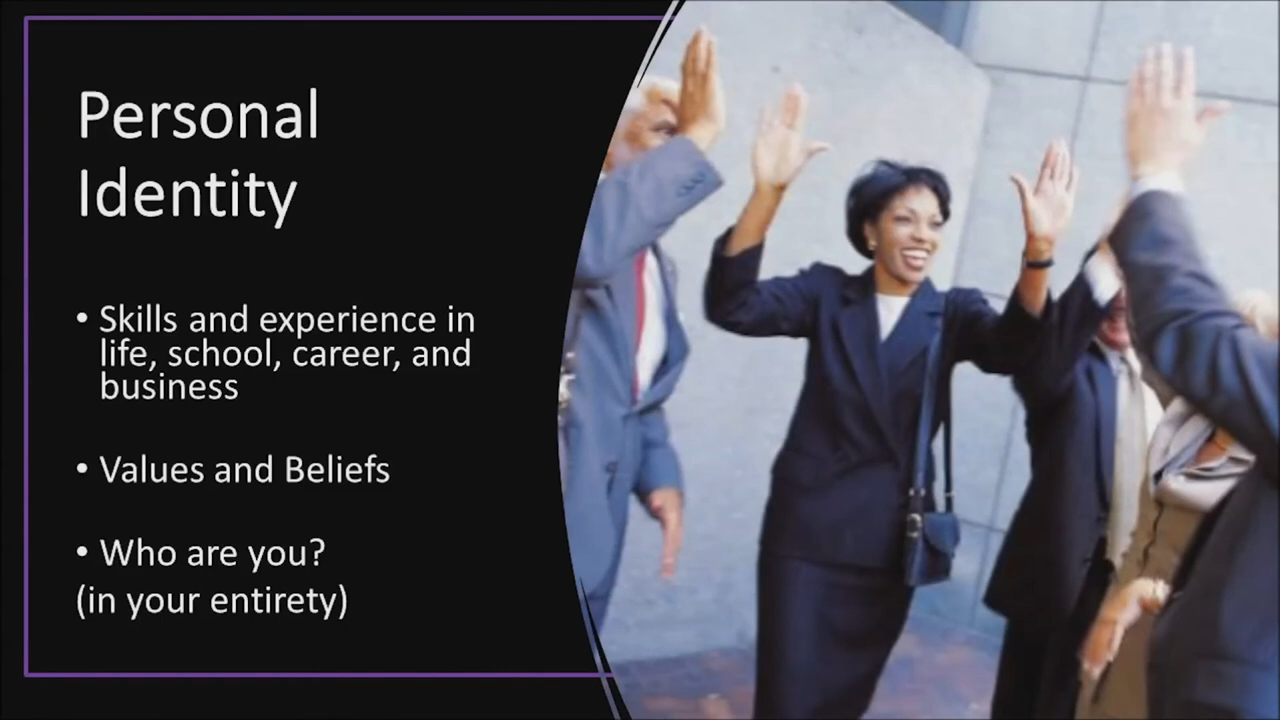 Personal
Identity
• Skills and experience in
life, school, career, and
business
• Values and Beliefs
• Who are you?
(in your entirety)